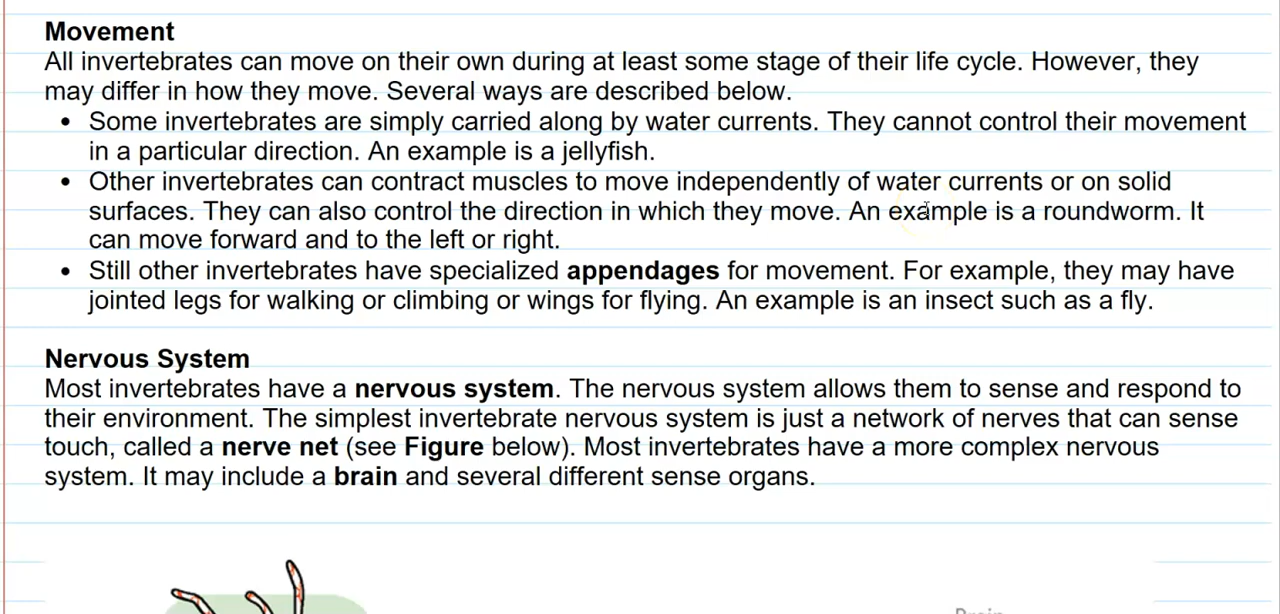 Movement
All invertebrates can move on their own during at least some stage of their life cycle. However, they
may differ in how they move. Several ways are described below.
• Some invertebrates are simply carried along by water currents. They cannot control their movement
in a particular direction. An example is a jellyfish.
• Other invertebrates can contract muscles to move independently of water currents or on solid
surfaces. They can also control the direction in which they move. An example is a roundworm. It
can move forward and to the left or right.
• Still other invertebrates have specialized appendages for movement. For example, they may have
jointed legs for walking or climbing or wings for flying. An example is an insect such as a fly.
Nervous System
Most invertebrates have a nervous system. The nervous system allows them to sense and respond to
their environment. The simplest invertebrate nervous system is just a network of nerves that can sense
touch, called a nerve net (see Figure below). Most invertebrates have a more complex nervous
system. It may include a brain and several different sense organs.
Brain